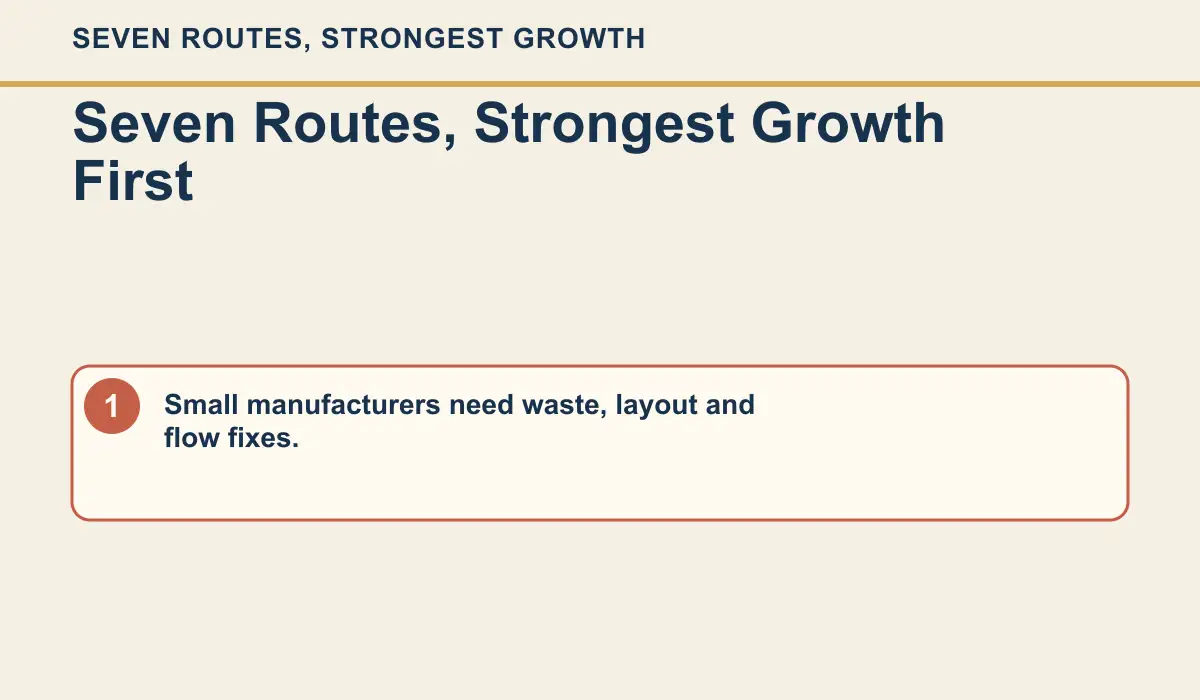 SEVEN ROUTES, STRONGEST GROWTH
Seven Routes, Strongest Growth
First
1
Small manufacturers need waste, layout and
flow fixes.